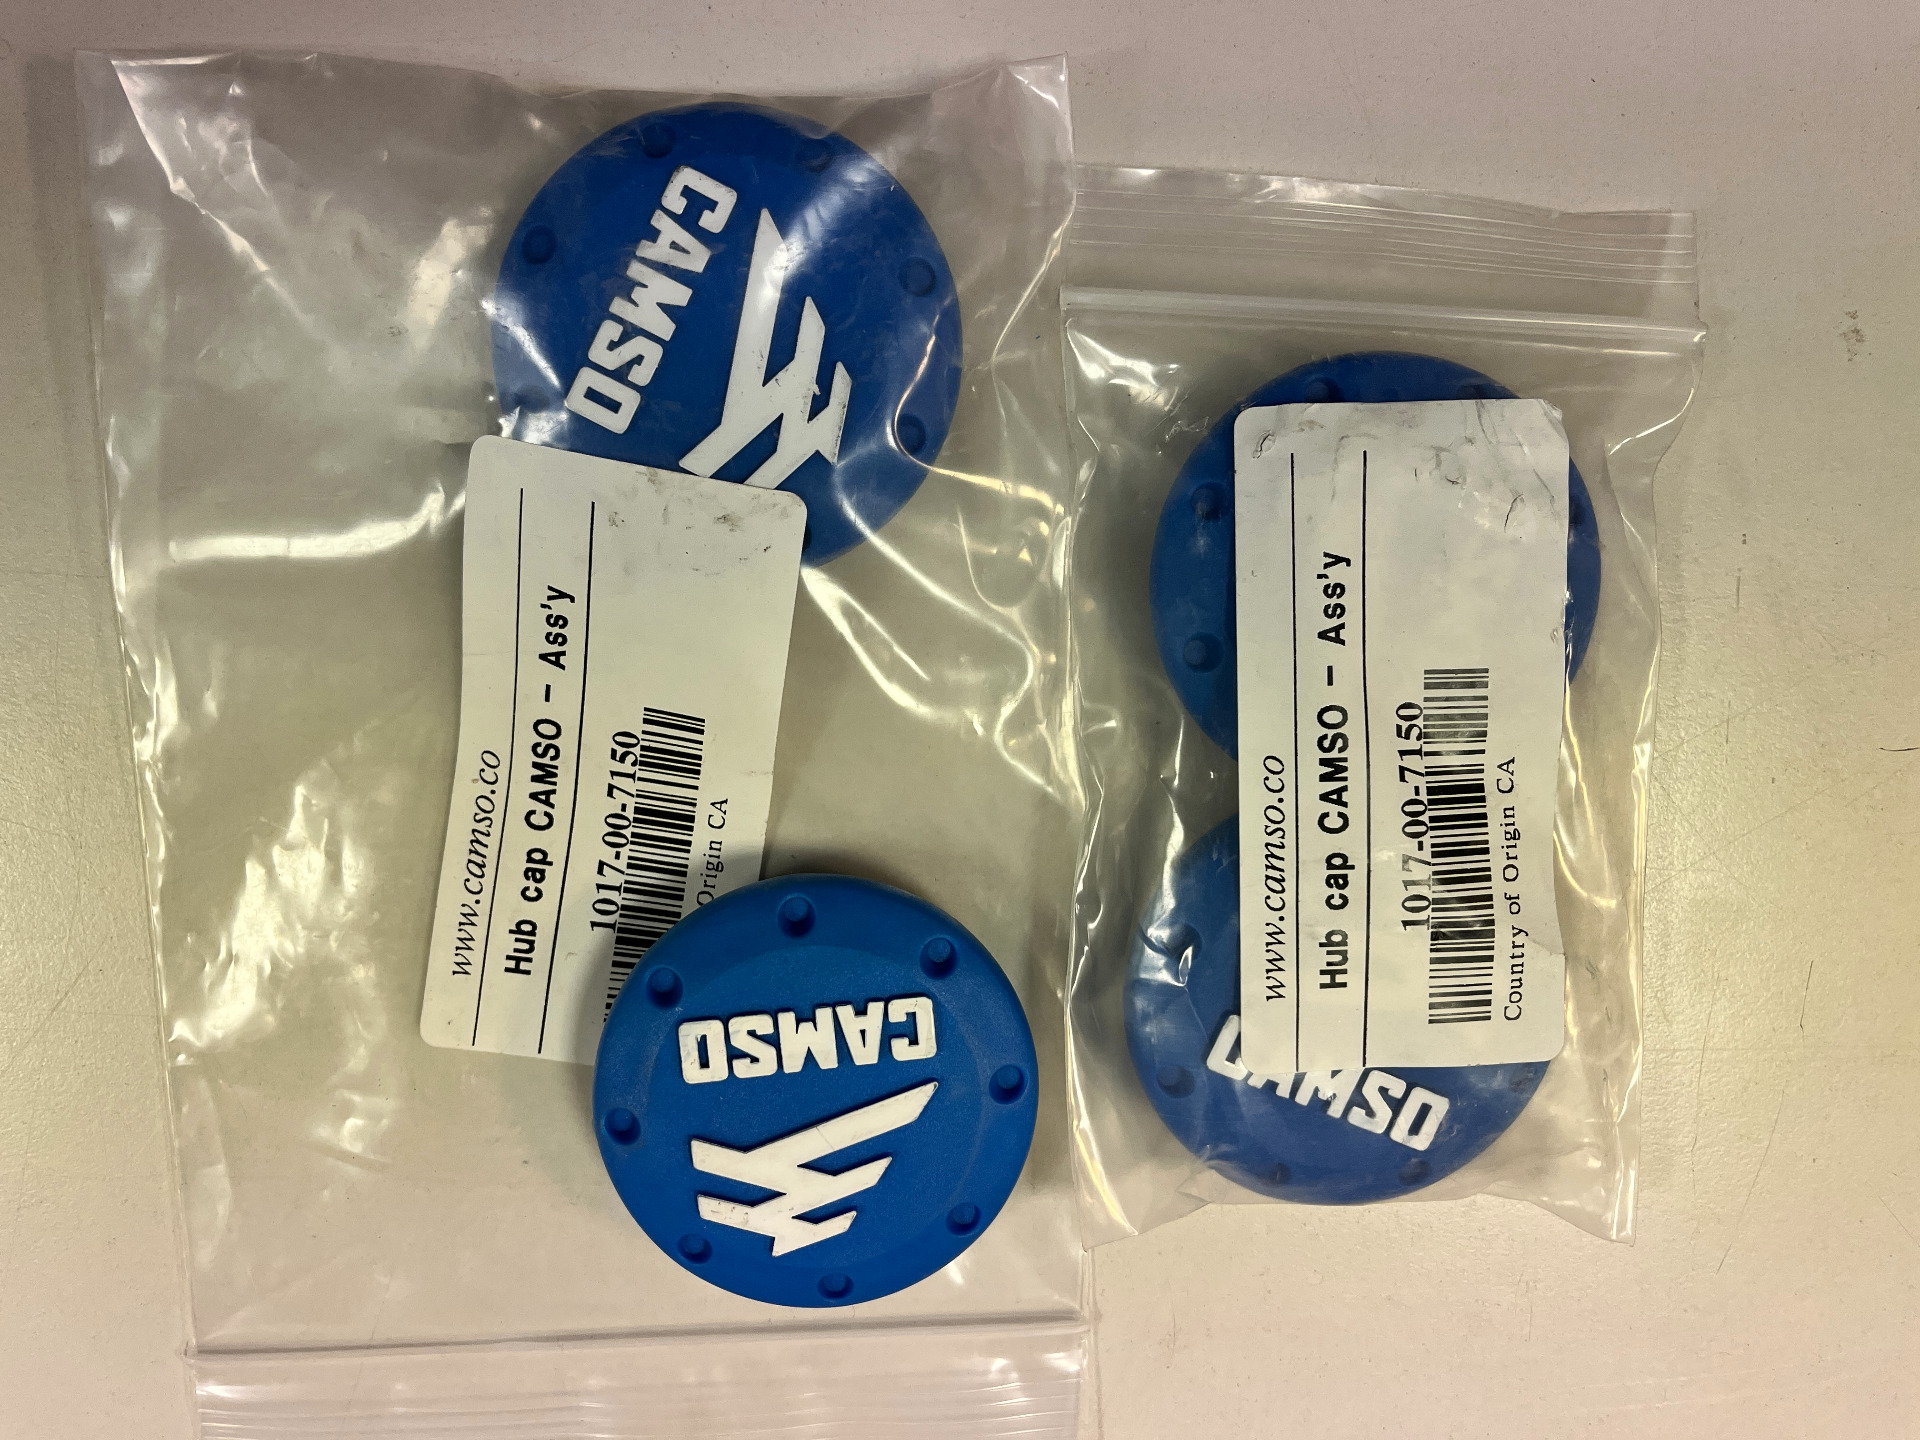 CAMSO
www.camso.co
Hub cap CAMSO - Ass'y
1017-00-7150
Origin CA
CAMSO
www.camso.co
Hub cap CAMSO - Ass'y
1017-00-7150
Country of Origin CA
CAMSO